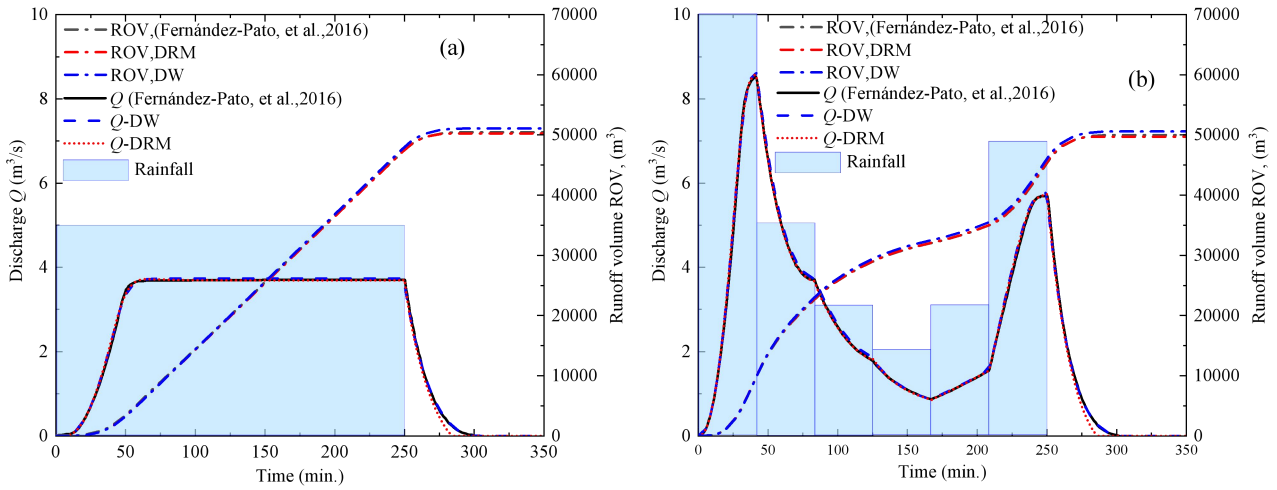 (a)
ROV,(Fernández-Pato, et al.,2016)
ROV,DRM
ROV,DW
Q (Fernández-Pato, et al.,2016)
Q-DW
Q-DRM
Rainfall
Discharge Q (m³/s)
10
8
6
4
2
0
Runoff volume ROV, (m³)
70000
60000
50000
40000
30000
20000
10000
0
0 50 100 150 200 250 300 350
Time (min.)
(b)
ROV,(Fernández-Pato, et al.,2016)
ROV,DRM
ROV,DW
Q (Fernández-Pato, et al.,2016)
Q-DW
Q-DRM
Rainfall
Discharge Q (m³/s)
10
8
6
4
2
0
Runoff volume ROV, (m³)
70000
60000
50000
40000
30000
20000
10000
0
0 50 100 150 200 250 300 350
Time (min.)